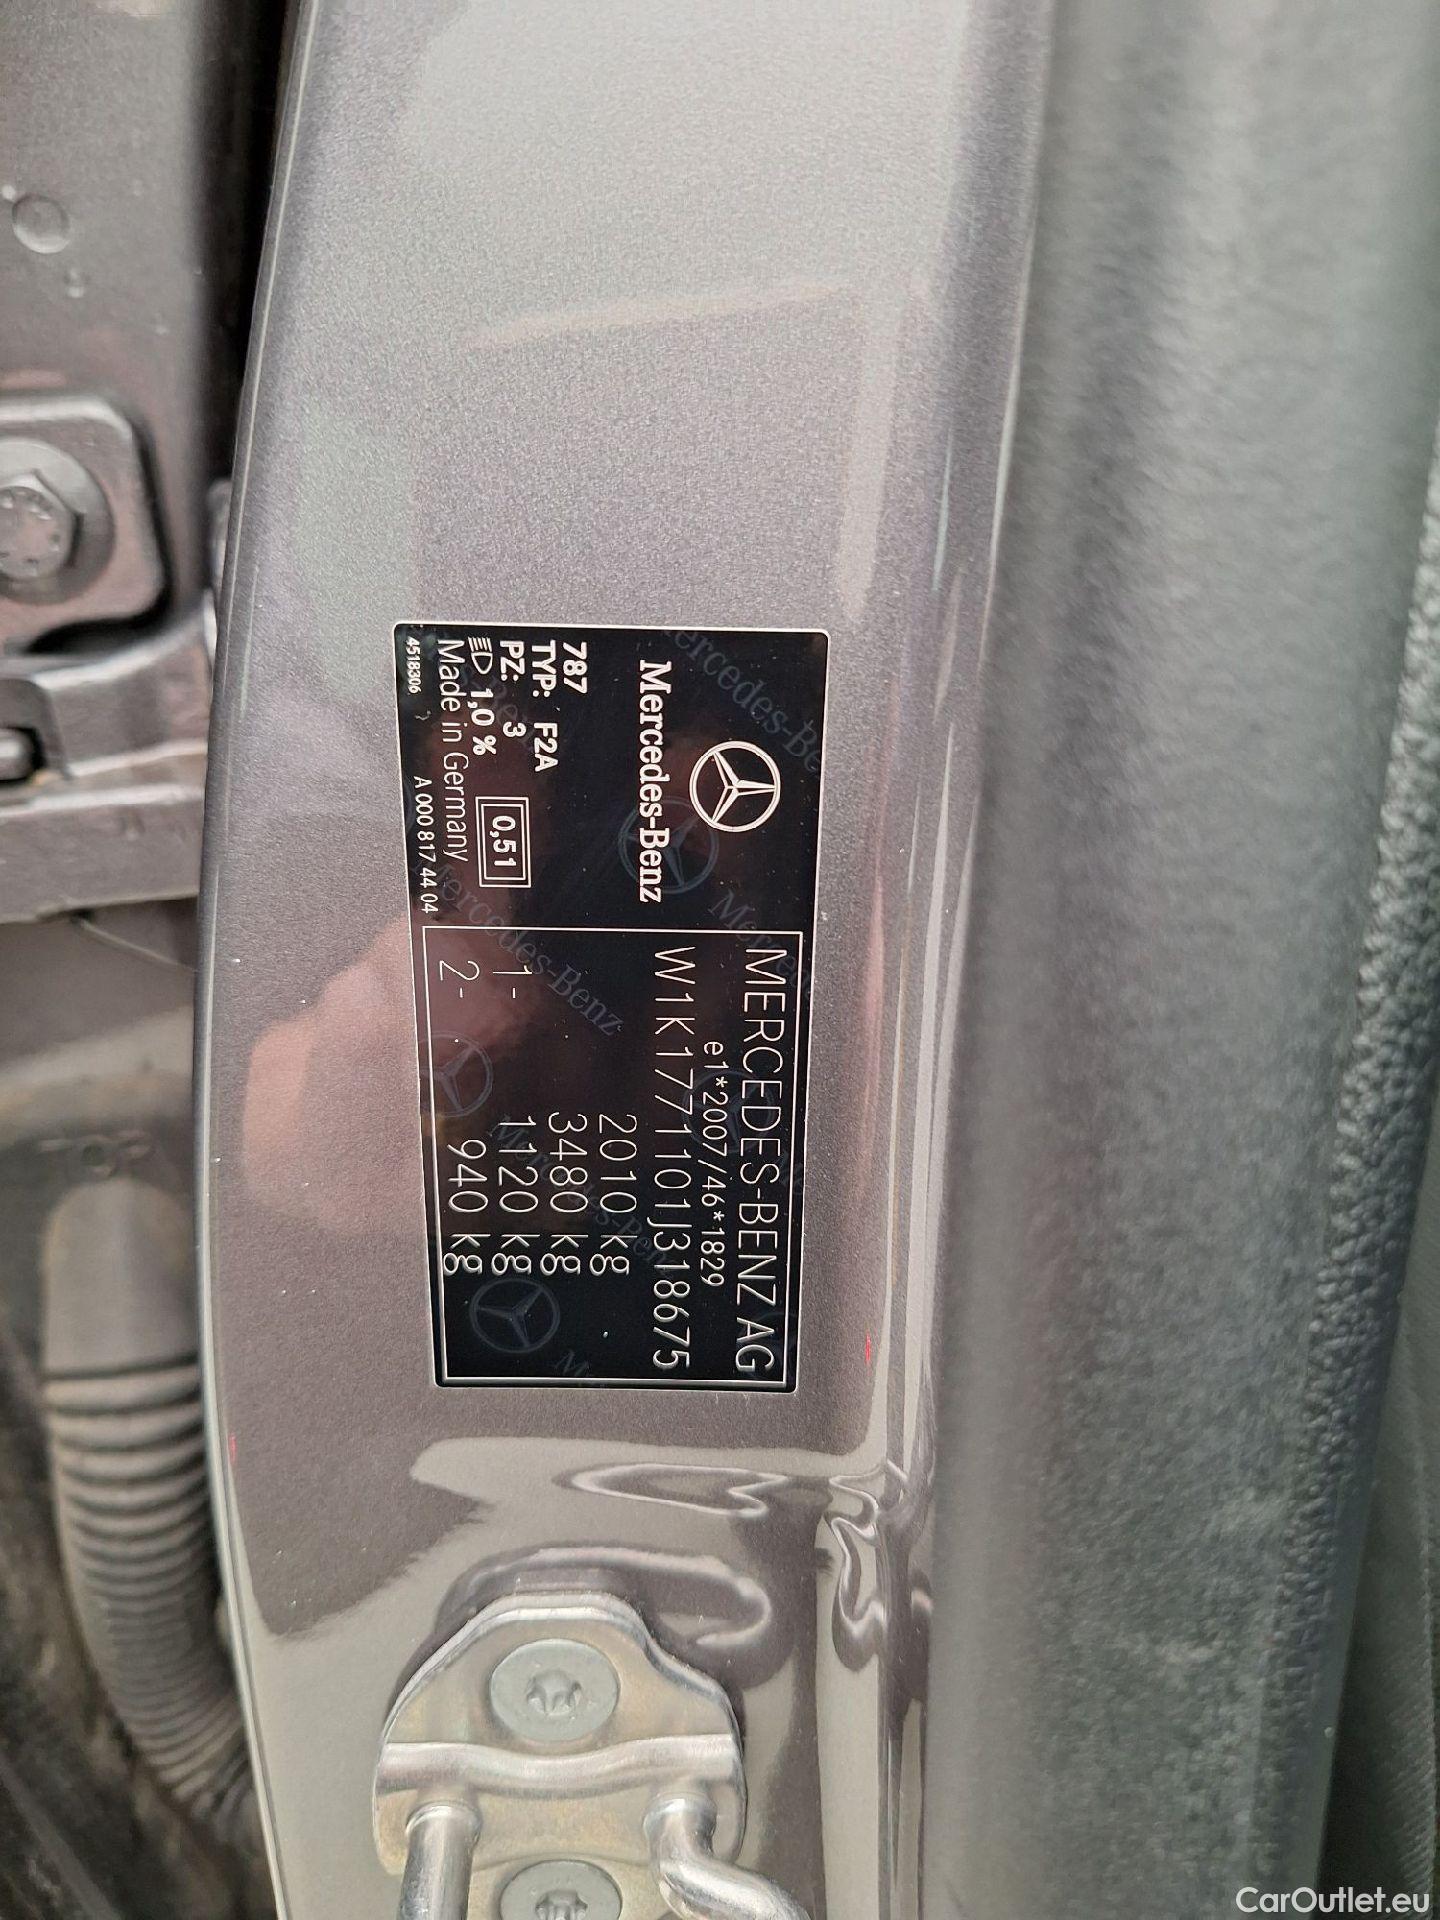 Mercedes-Benz
787
TYP: F2A
PZ: 3
1,0 %
0,51
Made in Germany
4518306
A 000 817 44 04
MERCEDES-BENZ AG
e1*2007/46*1829
W1K1771101J318675
2010 kg
3480 kg
1- 1120 kg
2- 940 kg
TOP
CarOutlet.eu